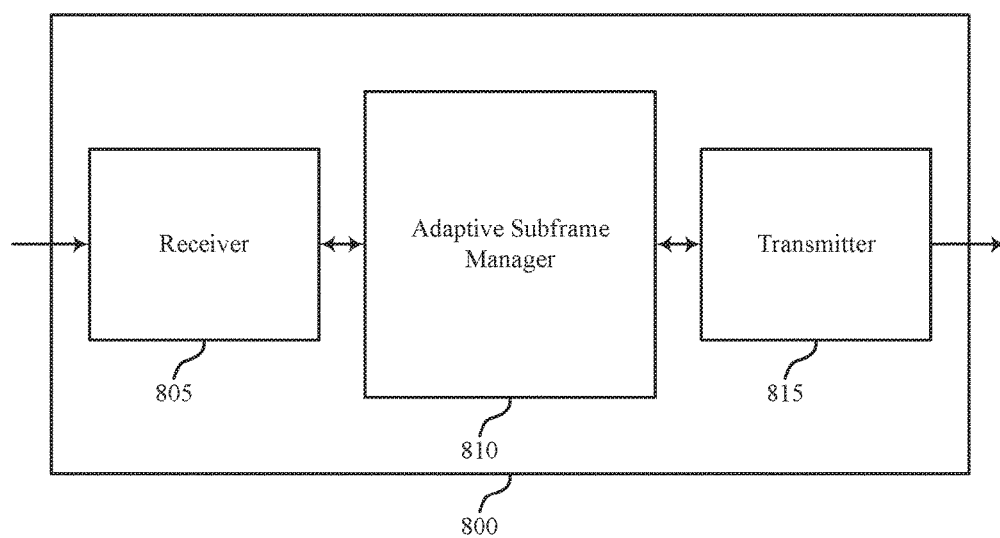 Receiver
Adaptive Subframe
Manager
Transmitter
805
815
810
800